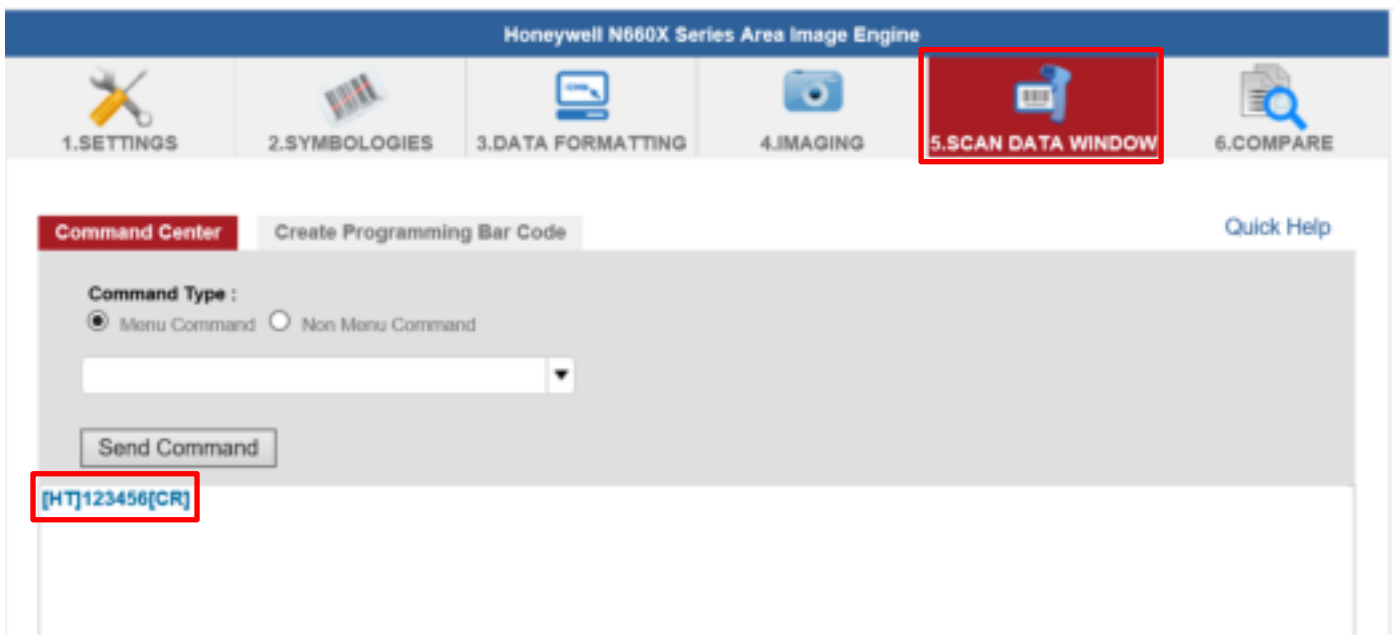 Honeywell N660X Series Area Image Engine
1.SETTINGS 2.SYMBOLOGIES 3.DATA FORMATTING 4.IMAGING 5.SCAN DATA WINDOW 6.COMPARE
Command Center Create Programming Bar Code Quick Help
Command Type :
Menu Command Non Menu Command
Send Command
[HT]123456[CR]